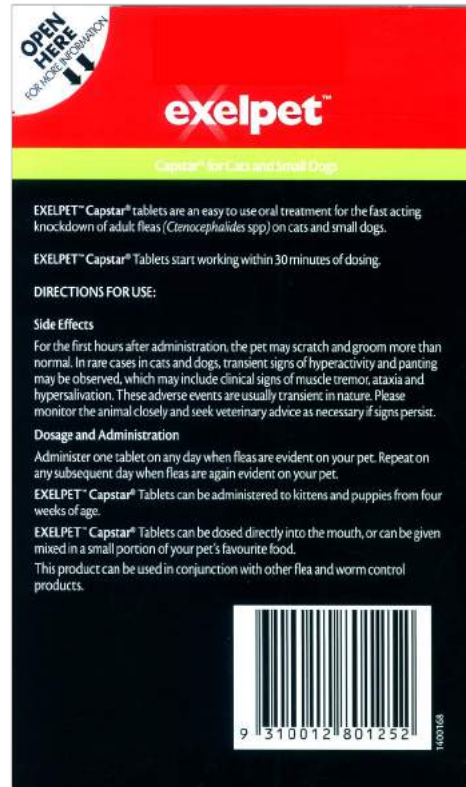 OPEN
HERE
FOR MORE INFORMATION
exelpet™
Capstar® for Cats and Small Dogs
EXELPET™ Capstar® tablets are an easy to use oral treatment for the fast acting
knockdown of adult fleas (Ctenocephalides spp) on cats and small dogs.
EXELPET™ Capstar® Tablets start working within 30 minutes of dosing.
DIRECTIONS FOR USE:
Side Effects
For the first hours after administration, the pet may scratch and groom more than
normal. In rare cases in cats and dogs, transient signs of hyperactivity and panting
may be observed, which may include clinical signs of muscle tremor, ataxia and
hypersalivation. These adverse events are usually transient in nature. Please
monitor the animal closely and seek veterinary advice as necessary if signs persist.
Dosage and Administration
Administer one tablet on any day when fleas are evident on your pet. Repeat on
any subsequent day when fleas are again evident on your pet.
EXELPET™ Capstar® Tablets can be administered to kittens and puppies from four
weeks of age.
EXELPET™ Capstar® Tablets can be dosed directly into the mouth, or can be given
mixed in a small portion of your pet's favourite food.
This product can be used in conjunction with other flea and worm control
products.
9 310012 801252
1400168